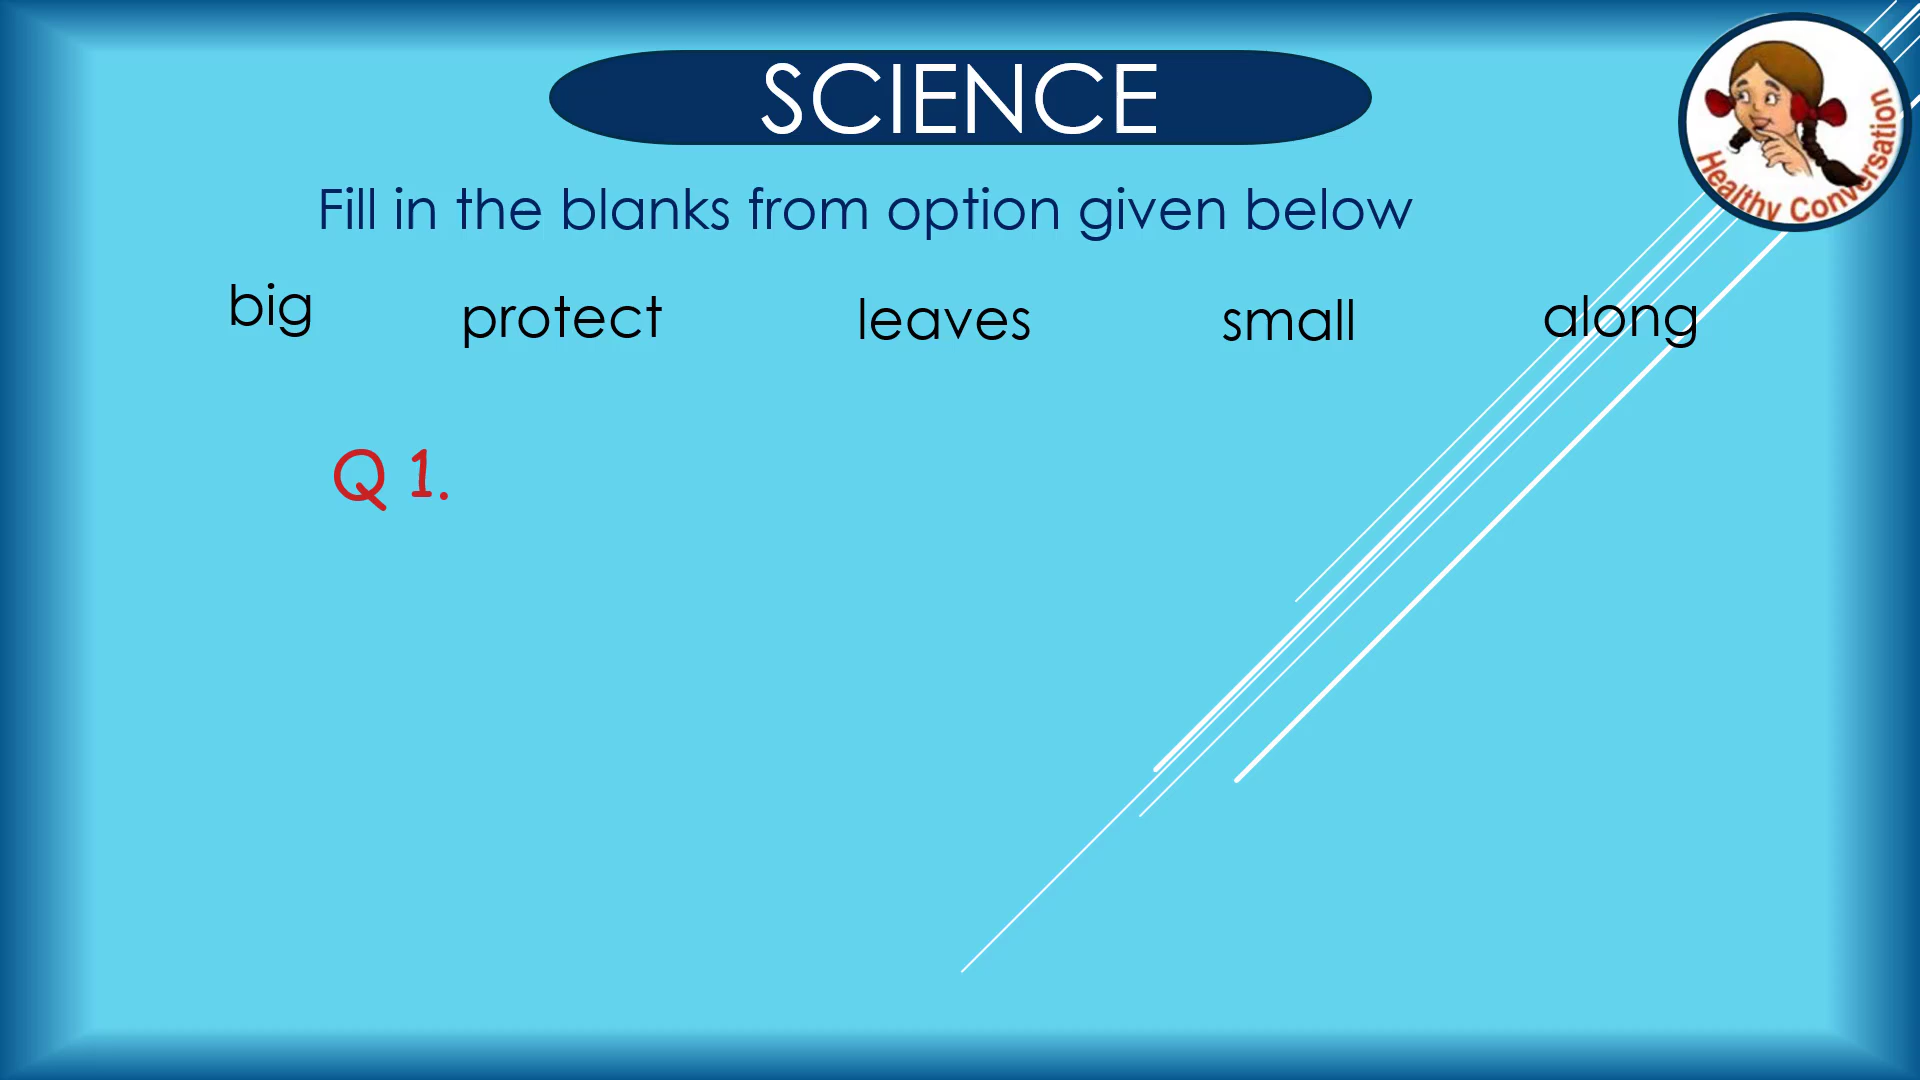 SCIENCE
Healthy Conversation
Fill in the blanks from option given below
big protect leaves small along
Q 1.